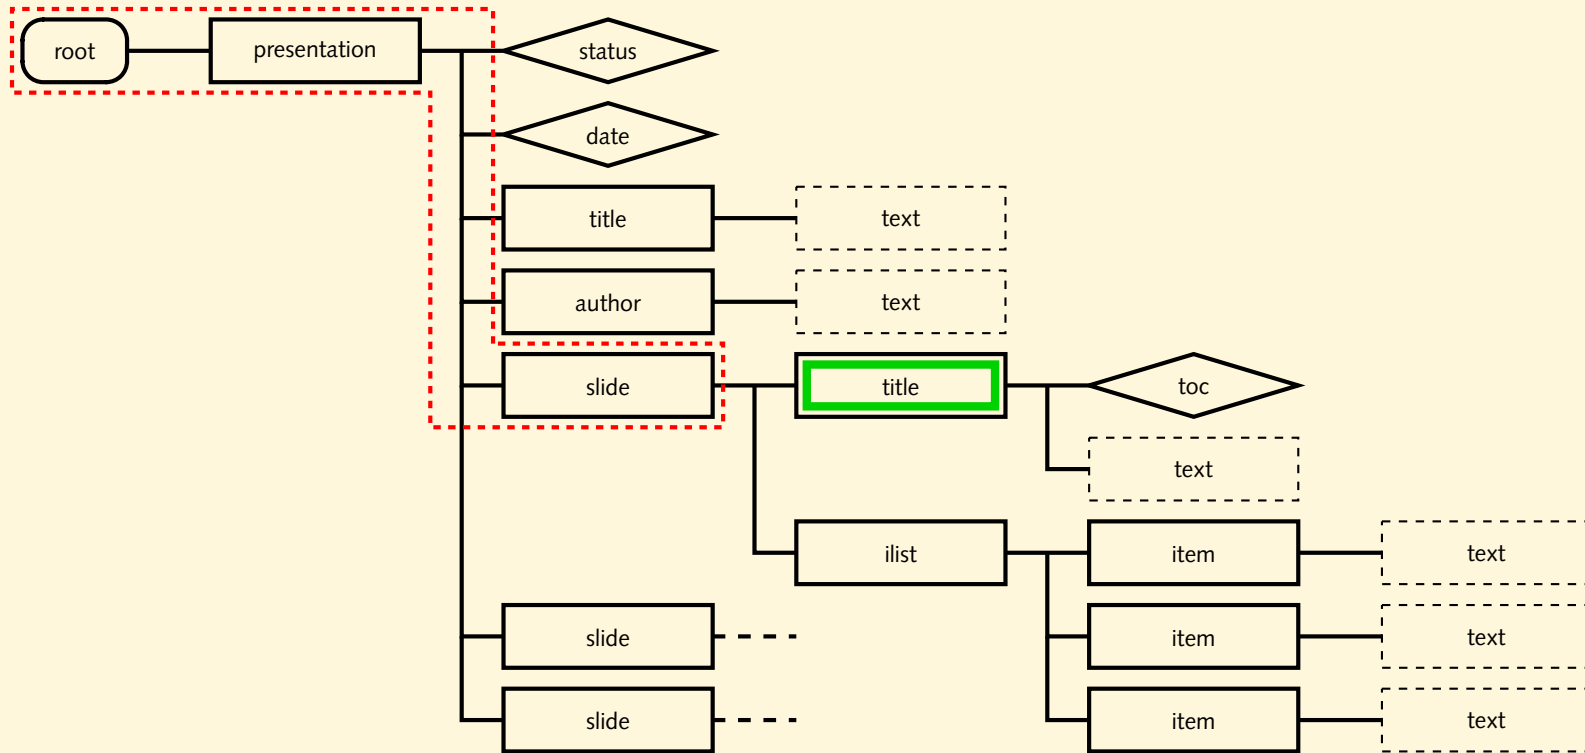 root
presentation
status
date
title
text
author
text
slide
title
toc
text
ilist
item
text
slide
item
text
slide
item
text